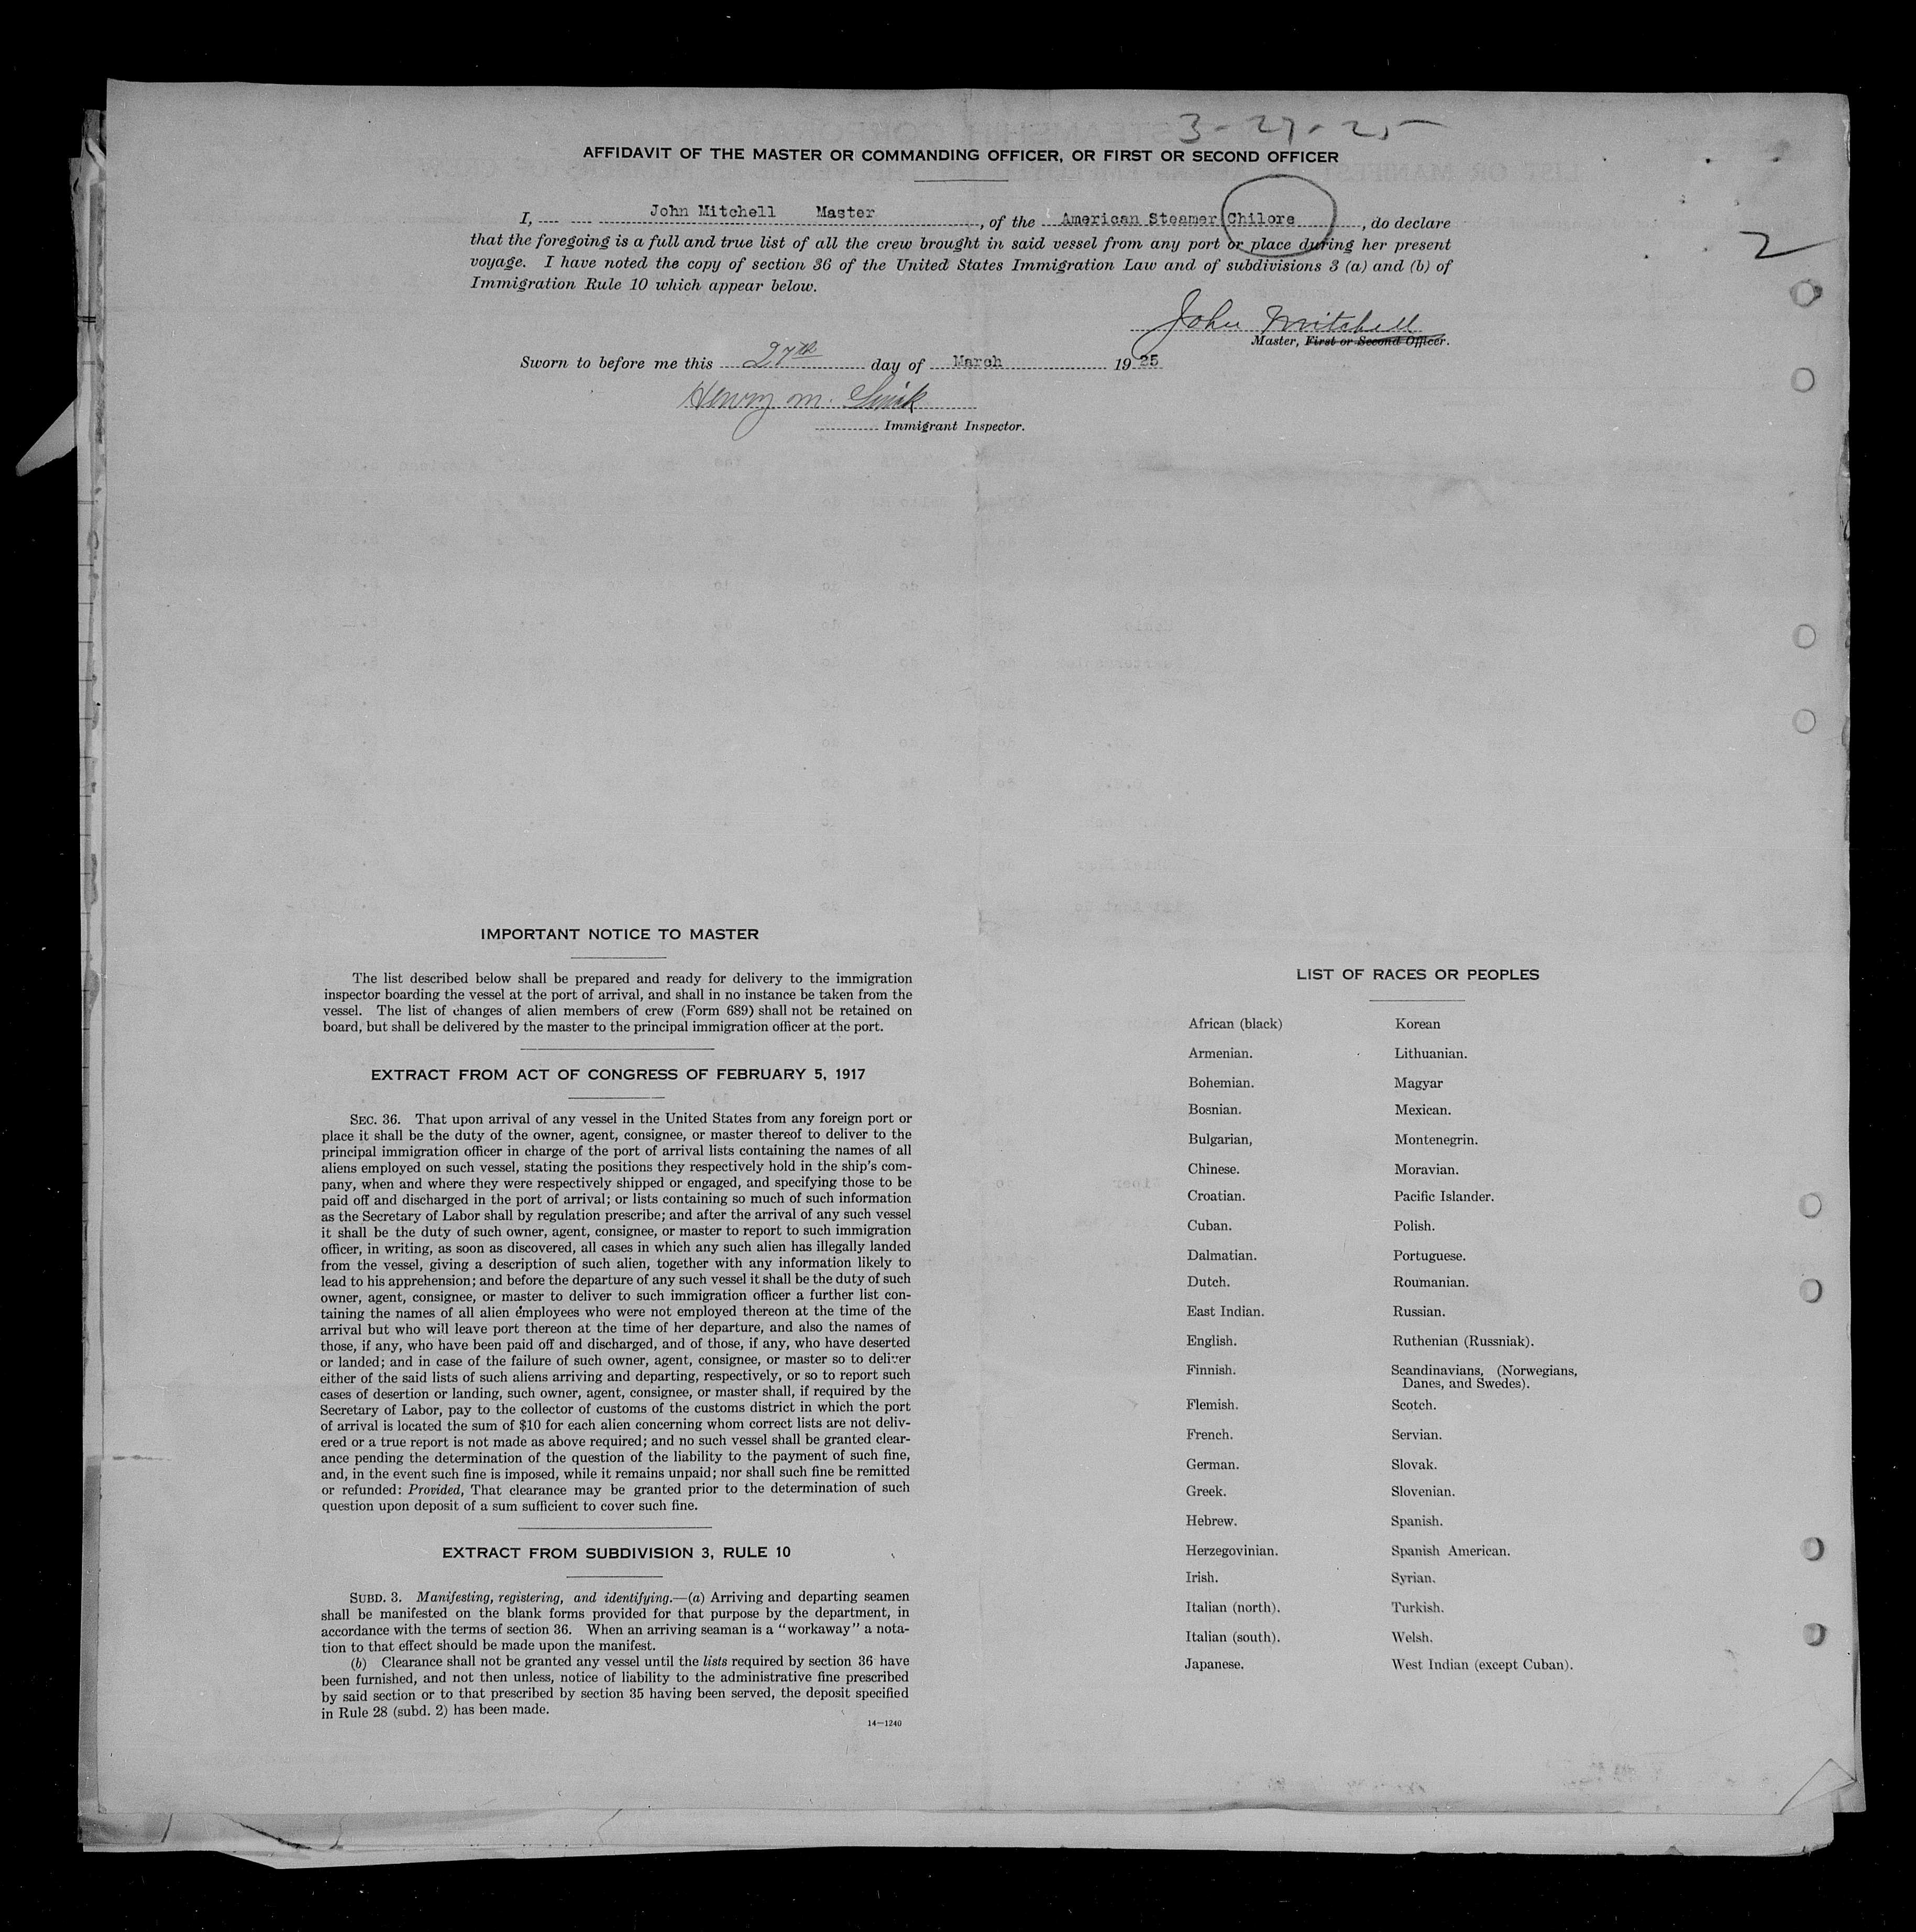 3-27-25
AFFIDAVIT OF THE MASTER OR COMMANDING OFFICER, OR FIRST OR SECOND OFFICER
I, John Mitchell Master, of the American Steamer Chilore, do declare
that the foregoing is a full and true list of all the crew brought in said vessel from any port or place during her present
2
voyage. I have noted the copy of section 36 of the United States Immigration Law and of subdivisions 3 (a) and (b) of
Immigration Rule 10 which appear below.
John Mitchell
Master, First or Second Officer.
Sworn to before me this 27th day of March 1925
Henry M.
Immigrant Inspector.
IMPORTANT NOTICE TO MASTER
The list described below shall be prepared and ready for delivery to the immigration
inspector boarding the vessel at the port of arrival, and shall in no instance be taken from the
vessel. The list of changes of alien members of crew (Form 689) shall not be retained on
board, but shall be delivered by the master to the principal immigration officer at the port.
EXTRACT FROM ACT OF CONGRESS OF FEBRUARY 5, 1917
SEC. 36. That upon arrival of any vessel in the United States from any foreign port or
place it shall be the duty of the owner, agent, consignee, or master thereof to deliver to the
principal immigration officer in charge of the port of arrival lists containing the names of all
aliens employed on such vessel, stating the positions they respectively hold in the ship's com-
pany, when and where they were respectively shipped or engaged, and specifying those to be
paid off and discharged in the port of arrival; or lists containing so much of such information
as the Secretary of Labor shall by regulation prescribe; and after the arrival of any such vessel
it shall be the duty of such owner, agent, consignee, or master to report to such immigration
officer, in writing, as soon as discovered, all cases in which any such alien has illegally landed
from the vessel, giving a description of such alien, together with any information likely to
lead to his apprehension; and before the departure of any such vessel it shall be the duty of such
owner, agent, consignee, or master to deliver to such immigration officer a further list con-
taining the names of all alien employees who were not employed thereon at the time of the
arrival but who will leave port thereon at the time of her departure, and also the names of
those, if any, who have been paid off and discharged, and of those, if any, who have deserted
or landed; and in case of the failure of such owner, agent, consignee, or master so to deliver
either of the said lists of such aliens arriving and departing, respectively, or so to report such
cases of desertion or landing, such owner, agent, consignee, or master shall, if required by the
Secretary of Labor, pay to the collector of customs of the customs district in which the port
of arrival is located the sum of $10 for each alien concerning whom correct lists are not deliv-
ered or a true report is not made as above required; and no such vessel shall be granted clear-
ance pending the determination of the question of the liability to the payment of such fine,
and, in the event such fine is imposed, while it remains unpaid; nor shall such fine be remitted
or refunded: Provided, That clearance may be granted prior to the determination of such
question upon deposit of a sum sufficient to cover such fine.
EXTRACT FROM SUBDIVISION 3, RULE 10
SUBD. 3. Manifesting, registering, and identifying.—(a) Arriving and departing seamen
shall be manifested on the blank forms provided for that purpose by the department, in
accordance with the terms of section 36. When an arriving seaman is a "workaway" a nota-
tion to that effect should be made upon the manifest.
(b) Clearance shall not be granted any vessel until the lists required by section 36 have
been furnished, and not then unless, notice of liability to the administrative fine prescribed
by said section or to that prescribed by section 35 having been served, the deposit specified
in Rule 28 (subd. 2) has been made.
14—1240
LIST OF RACES OR PEOPLES
African (black)
Armenian.
Bohemian.
Bosnian.
Bulgarian,
Chinese.
Croatian.
Cuban.
Dalmatian.
Dutch.
East Indian.
English.
Finnish.
Flemish.
French.
German.
Greek.
Hebrew.
Herzegovinian.
Irish.
Italian (north).
Italian (south).
Japanese.
Korean
Lithuanian.
Magyar
Mexican.
Montenegrin.
Moravian.
Pacific Islander.
Polish.
Portuguese.
Roumanian.
Russian.
Ruthenian (Russniak).
Scandinavians, (Norwegians,
Danes, and Swedes).
Scotch.
Servian.
Slovak.
Slovenian.
Spanish.
Spanish American.
Syrian.
Turkish.
Welsh.
West Indian (except Cuban).